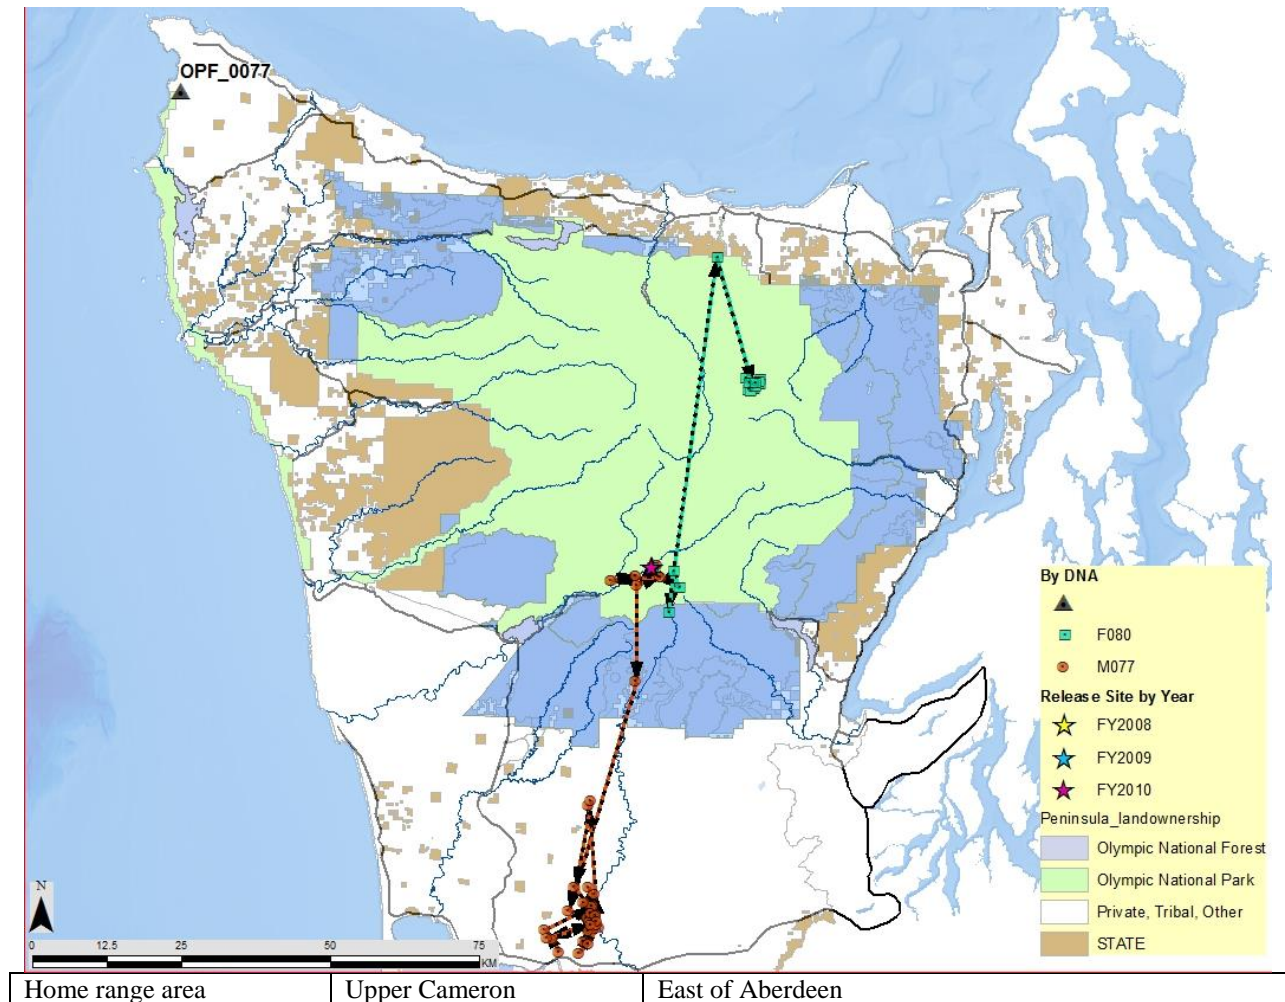 OPF_0077
By DNA
F080
M077
Release Site by Year
FY2008
FY2009
FY2010
Peninsula_landownership
Olympic National Forest
Olympic National Park
Private, Tribal, Other
STATE
N
0 12.5 25 50 75
KM
Home range area Upper Cameron East of Aberdeen